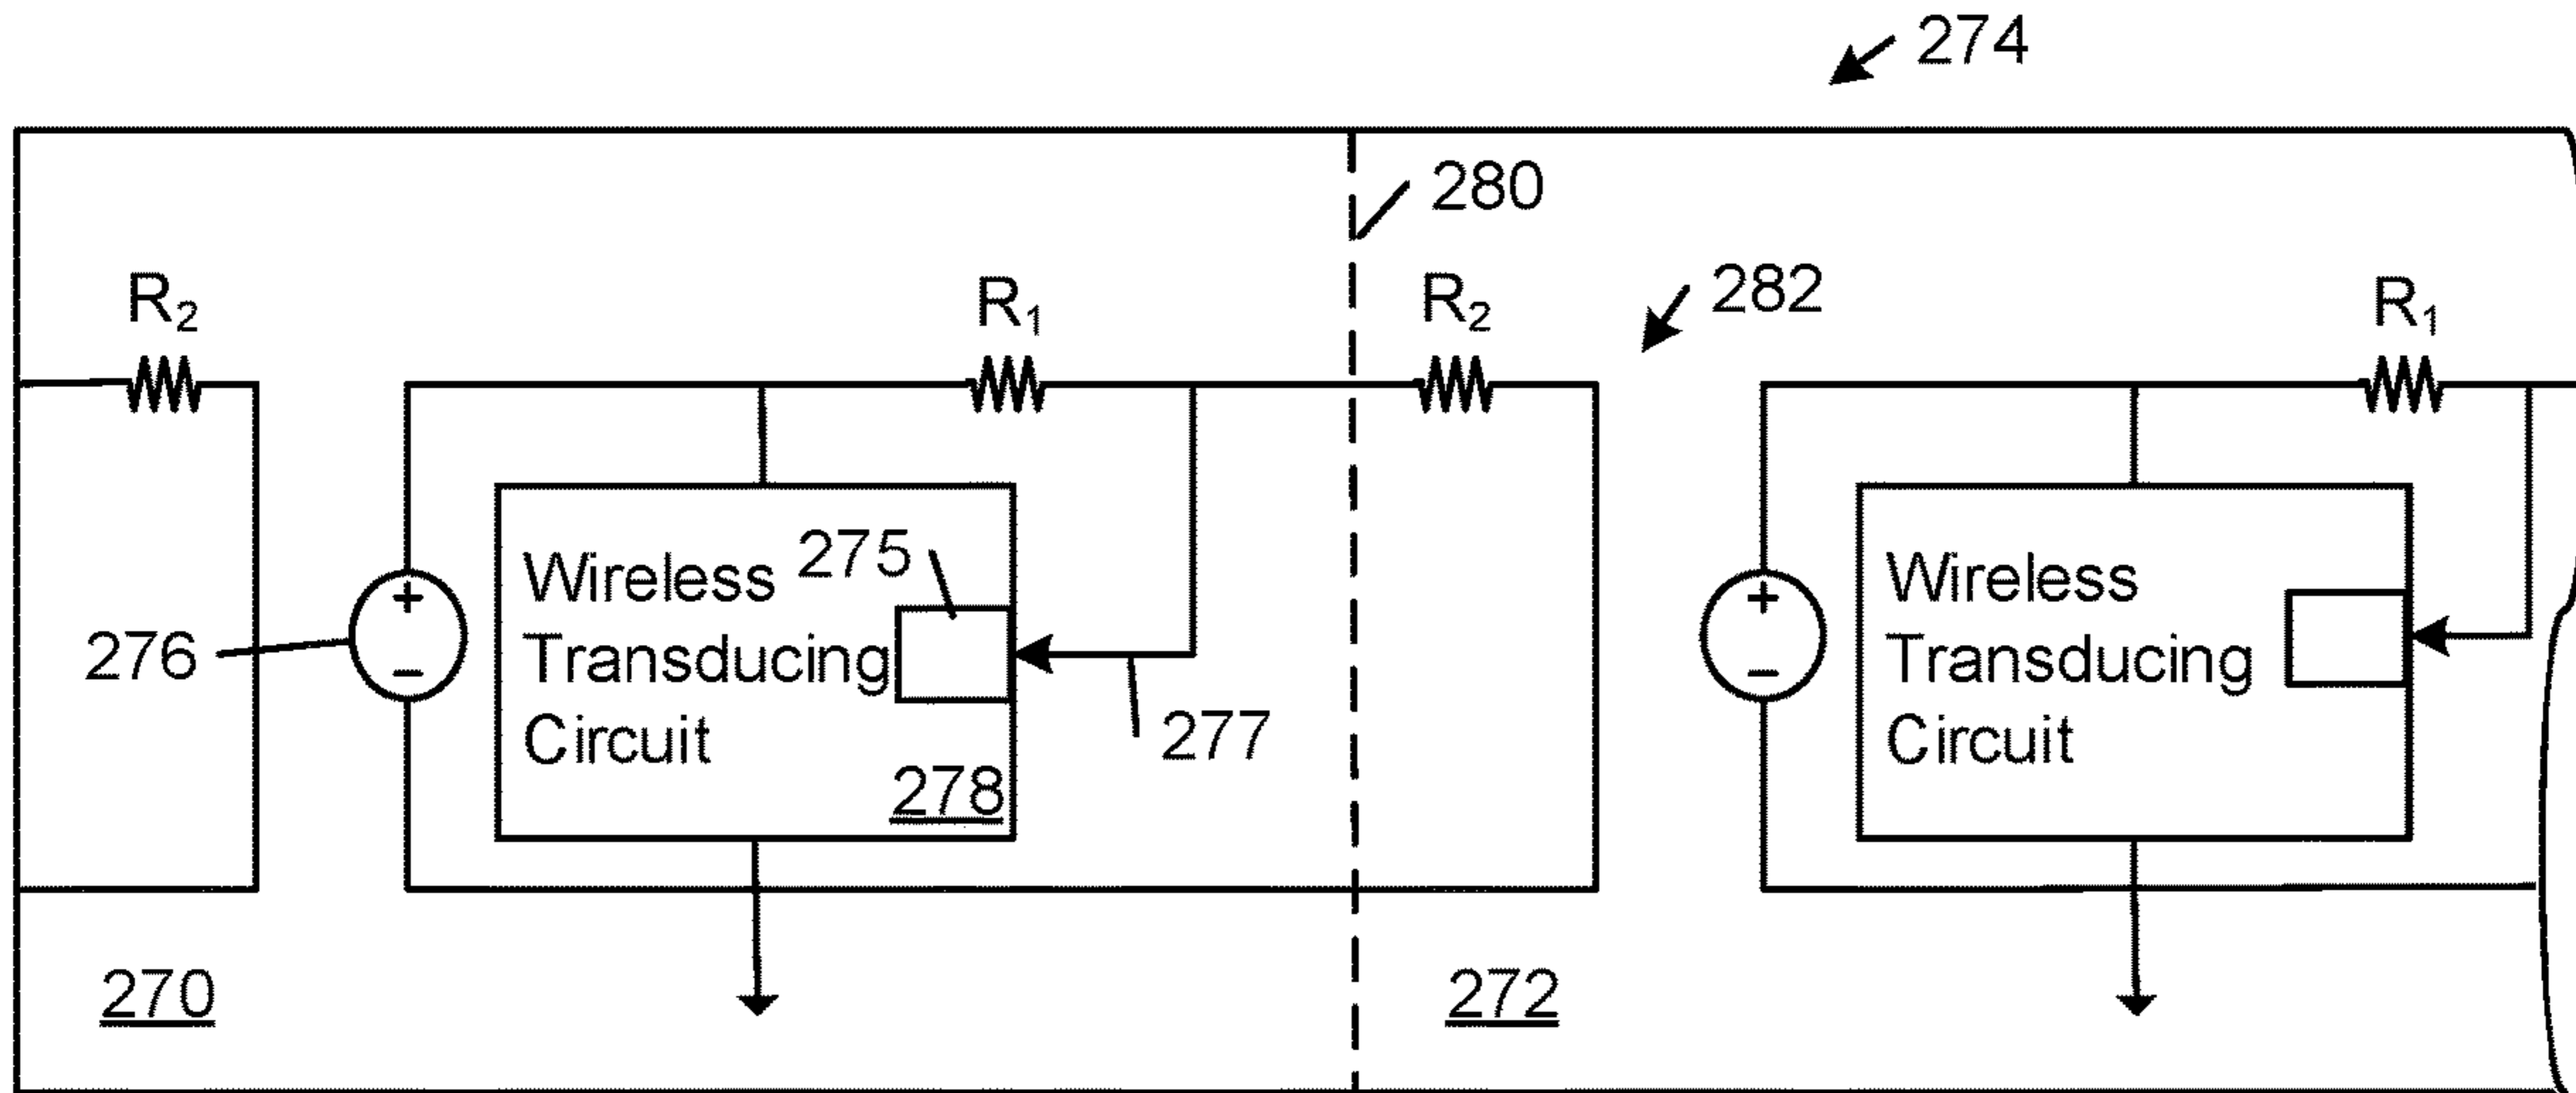 274
280
R2
R1
R2
282
R1
+
−
276
Wireless
Transducing
Circuit
275
277
278
+
−
Wireless
Transducing
Circuit
270
272